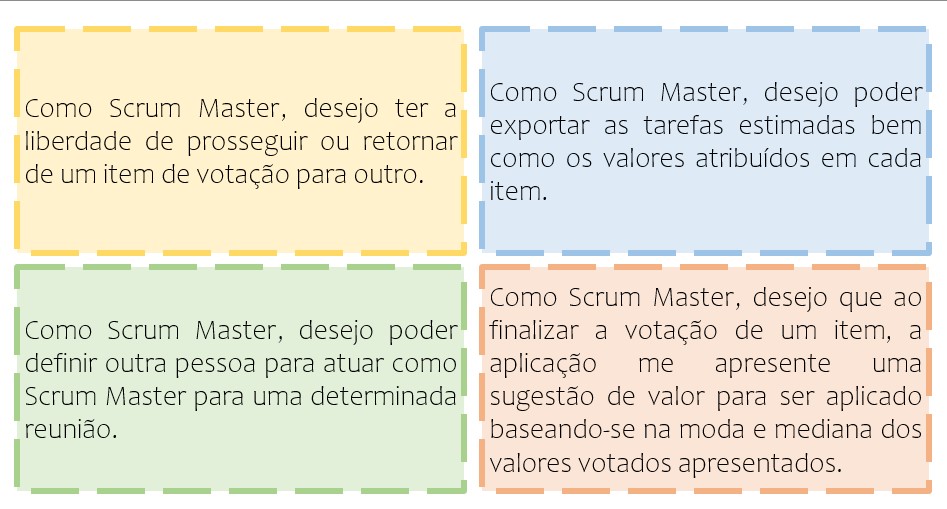 Como Scrum Master, desejo ter a
liberdade de prosseguir ou retornar
de um item de votação para outro.
Como Scrum Master, desejo poder
exportar as tarefas estimadas bem
como os valores atribuídos em cada
item.
Como Scrum Master, desejo poder
definir outra pessoa para atuar como
Scrum Master para uma determinada
reunião.
Como Scrum Master, desejo que ao
finalizar a votação de um item, a
aplicação me apresente uma
sugestão de valor para ser aplicado
baseando-se na moda e mediana dos
valores votados apresentados.